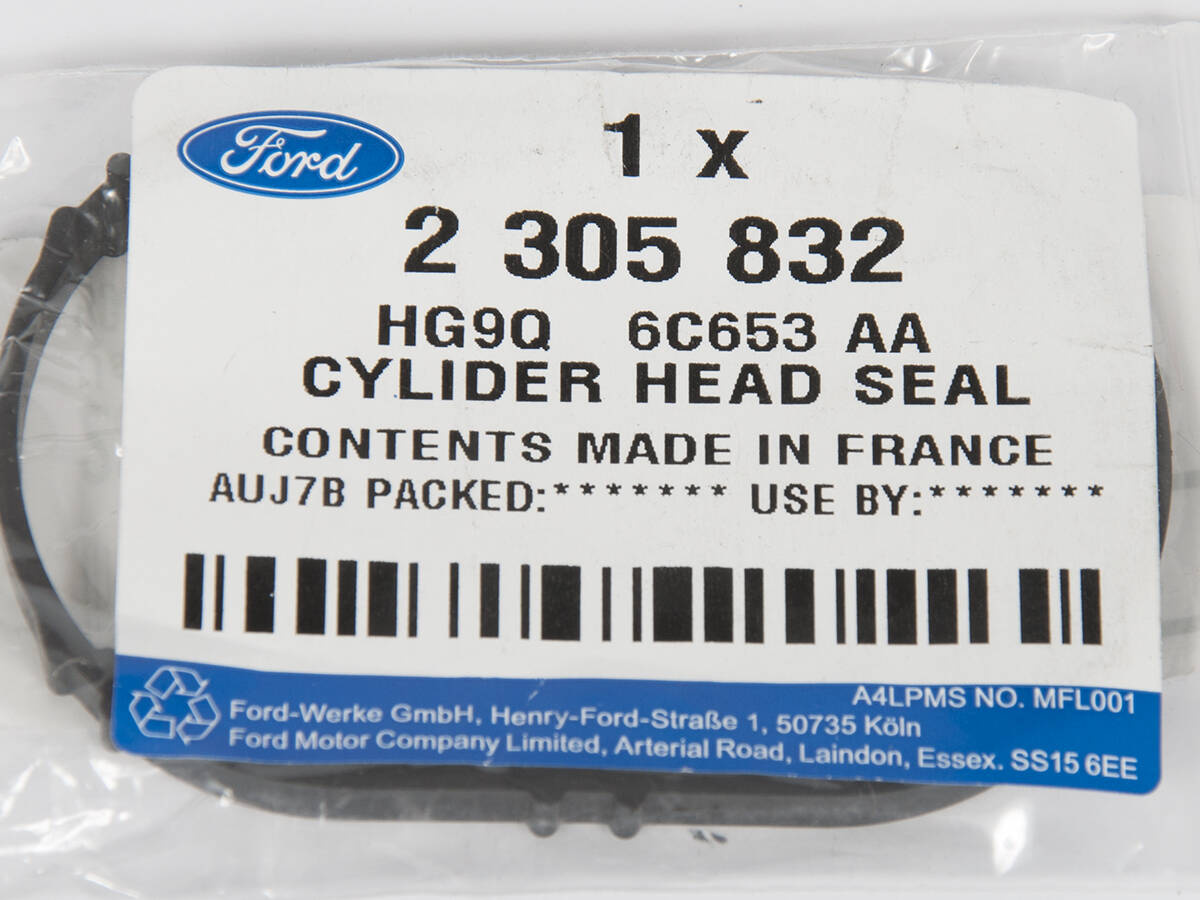 Ford
1 x
2 305 832
HG9Q 6C653 AA
CYLIDER HEAD SEAL
CONTENTS MADE IN FRANCE
AUJ7B PACKED:******* USE BY:*******
A4LPMS NO. MFL001
Ford-Werke GmbH, Henry-Ford-Straße 1, 50735 Köln
Ford Motor Company Limited, Arterial Road, Laindon, Essex. SS15 6EE